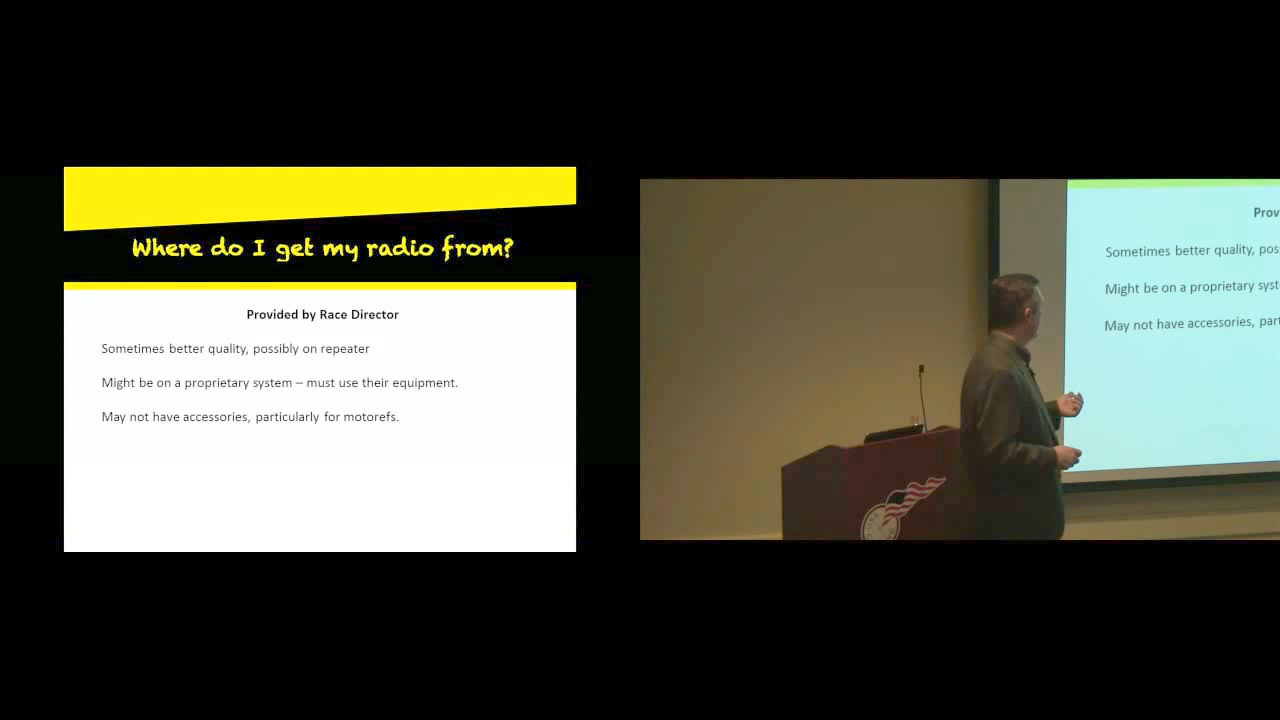 Where do I get my radio from?
Provided by Race Director
Sometimes better quality, possibly on repeater
Might be on a proprietary system – must use their equipment.
May not have accessories, particularly for motorefs.
Prov
Sometimes better quality, pos
Might be on a proprietary syst
May not have accessories, part
USA